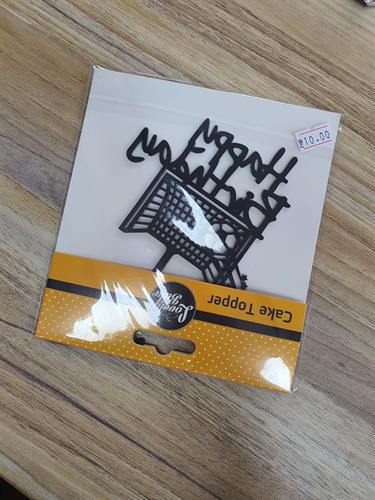 Happy
Birthday
₪10.00
Cake Topper